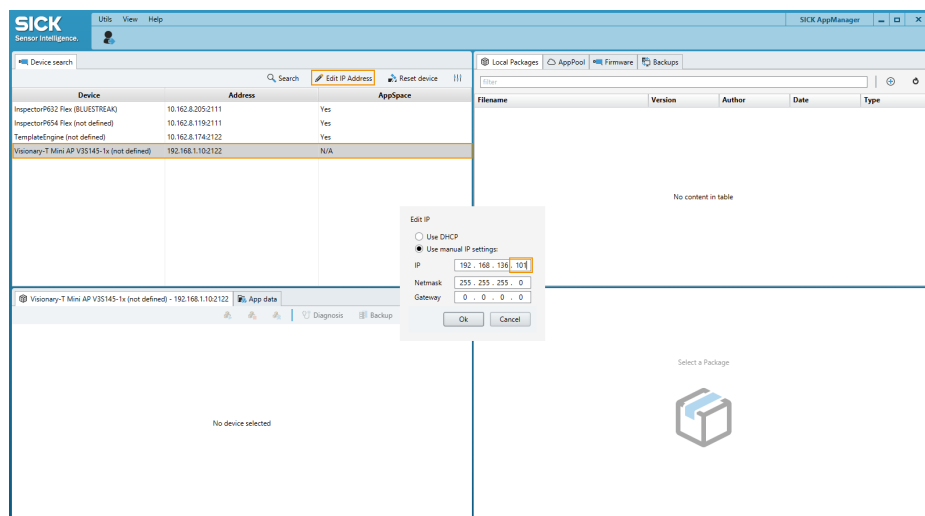 SICK
Sensor Intelligence.
Utils View Help
SICK AppManager
Device search
Search Edit IP Address Reset device
Device Address AppSpace
InspectorP632 Flex (BLUESTREAK) 10.162.8.205:2111 Yes
InspectorP654 Flex (not defined) 10.162.8.119:2111 Yes
TemplateEngine (not defined) 10.162.8.174:2122 Yes
Visionary-T Mini AP V3S145-1x (not defined) 192.168.1.10:2122 N/A
Local Packages AppPool Firmware Backups
Filter
Filename Version Author Date Type
No content in table
Edit IP
Use DHCP
Use manual IP settings:
IP 192 . 168 . 136 . 101
Netmask 255 . 255 . 255 . 0
Gateway 0 . 0 . 0 . 0
Ok Cancel
Visionary-T Mini AP V3S145-1x (not defined) - 192.168.1.10:2122 App data
Diagnosis Backup
No device selected
Select a Package